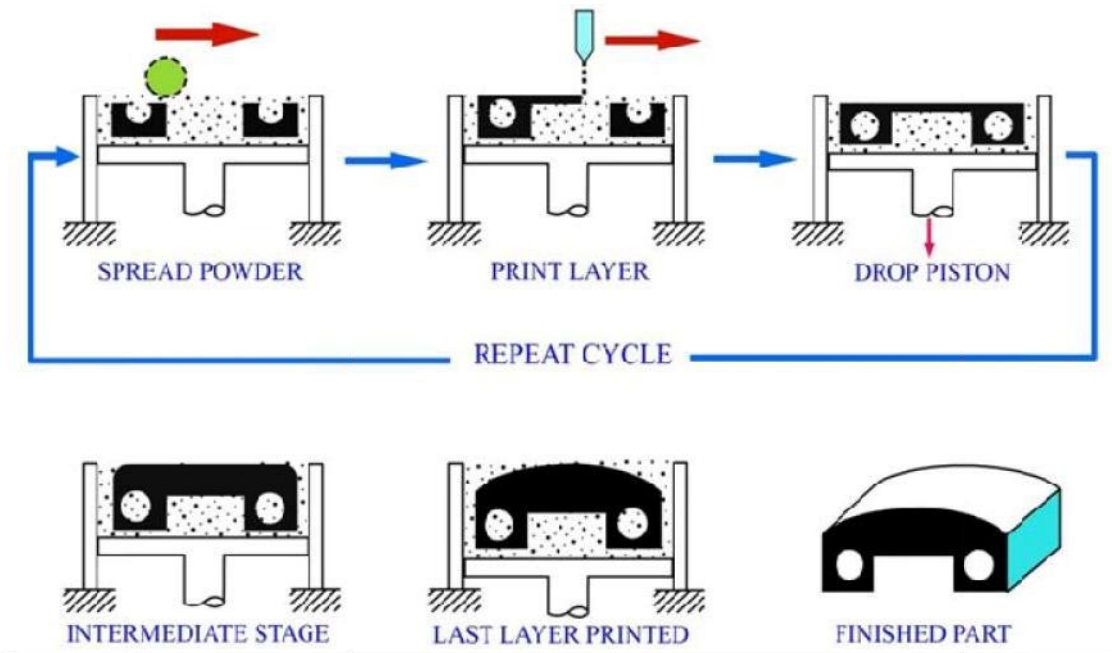 SPREAD POWDER
PRINT LAYER
DROP PISTON
REPEAT CYCLE
INTERMEDIATE STAGE
LAST LAYER PRINTED
FINISHED PART